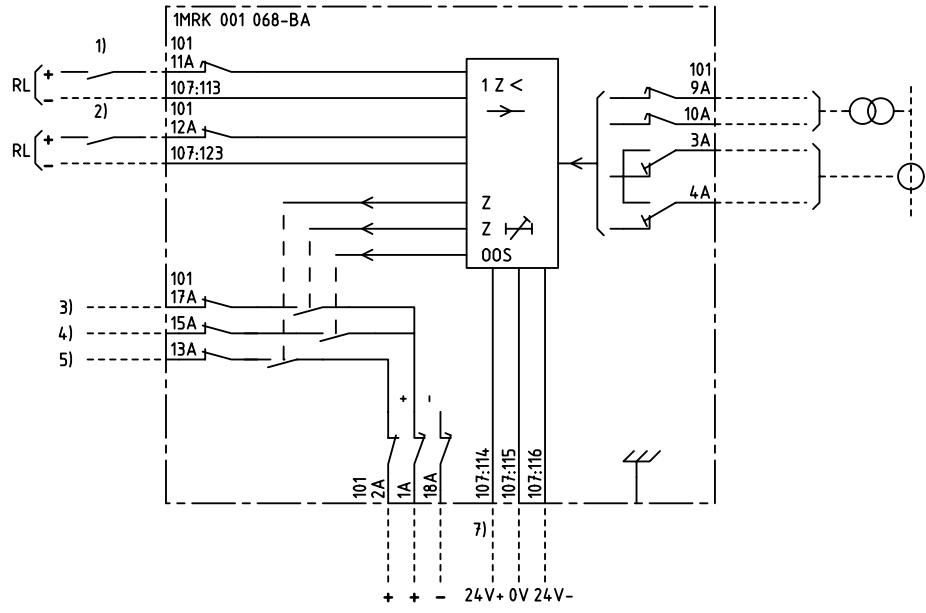 1MRK 001 068-BA
1)
101
11A
RL
+
-
107:113
101
2)
12A
RL
+
-
107:123
1 Z <
101
9A
10A
3A
4A
Z
Z
OOS
101
3) 17A
4) 15A
5) 13A
+ -
101
2A
1A
18A
107:114
107:115
107:116
7)
+ + - 24V+ 0V 24V-